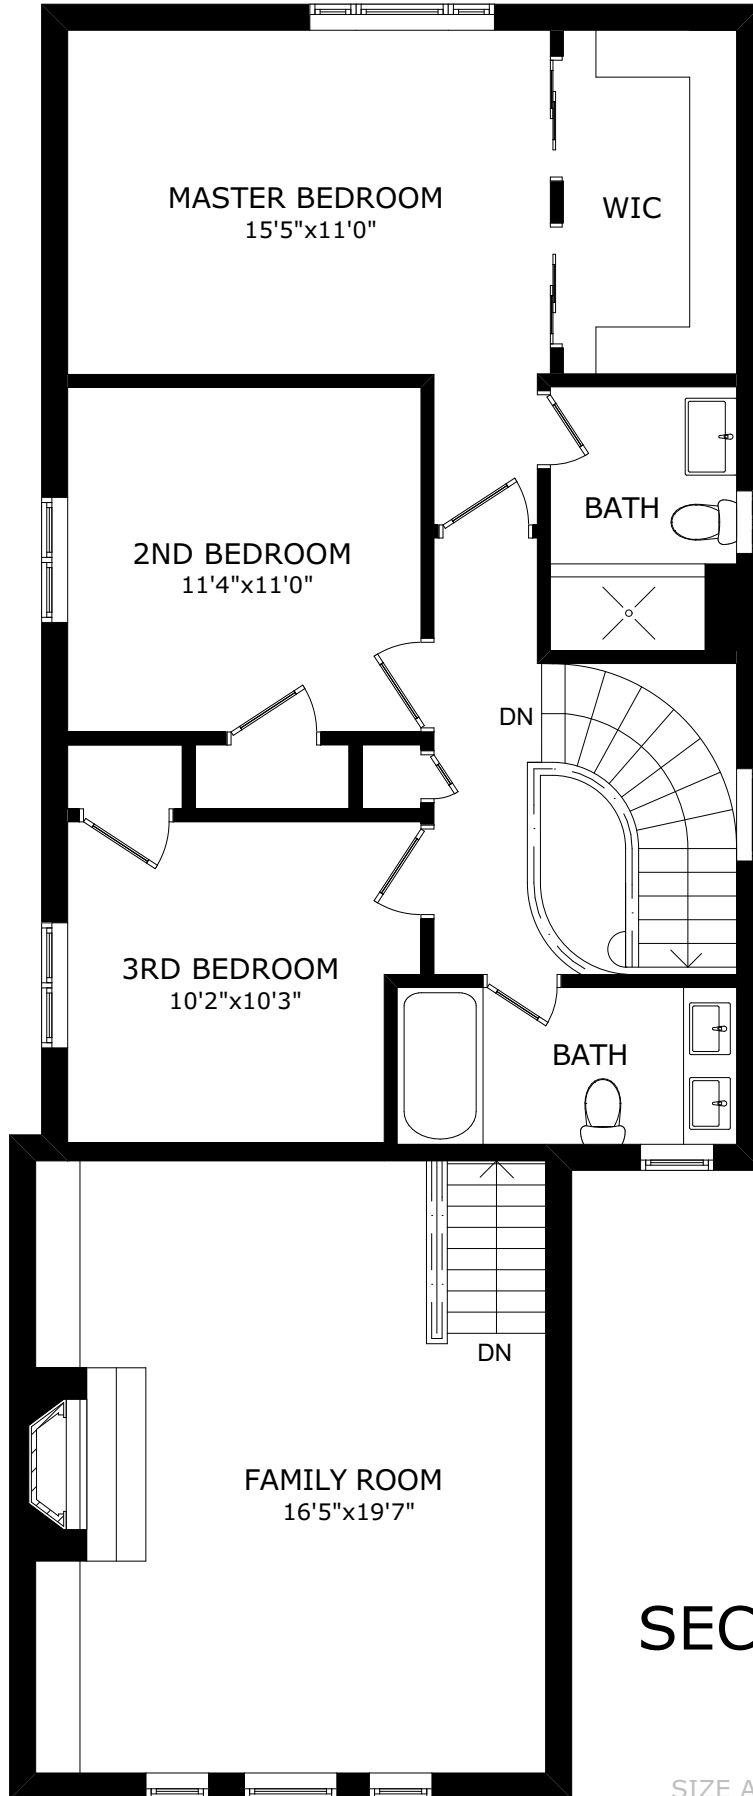 MASTER BEDROOM
15'5"x11'0"
WIC
BATH
2ND BEDROOM
11'4"x11'0"
DN
3RD BEDROOM
10'2"x10'3"
BATH
DN
FAMILY ROOM
16'5"x19'7"
SEC
SIZE A